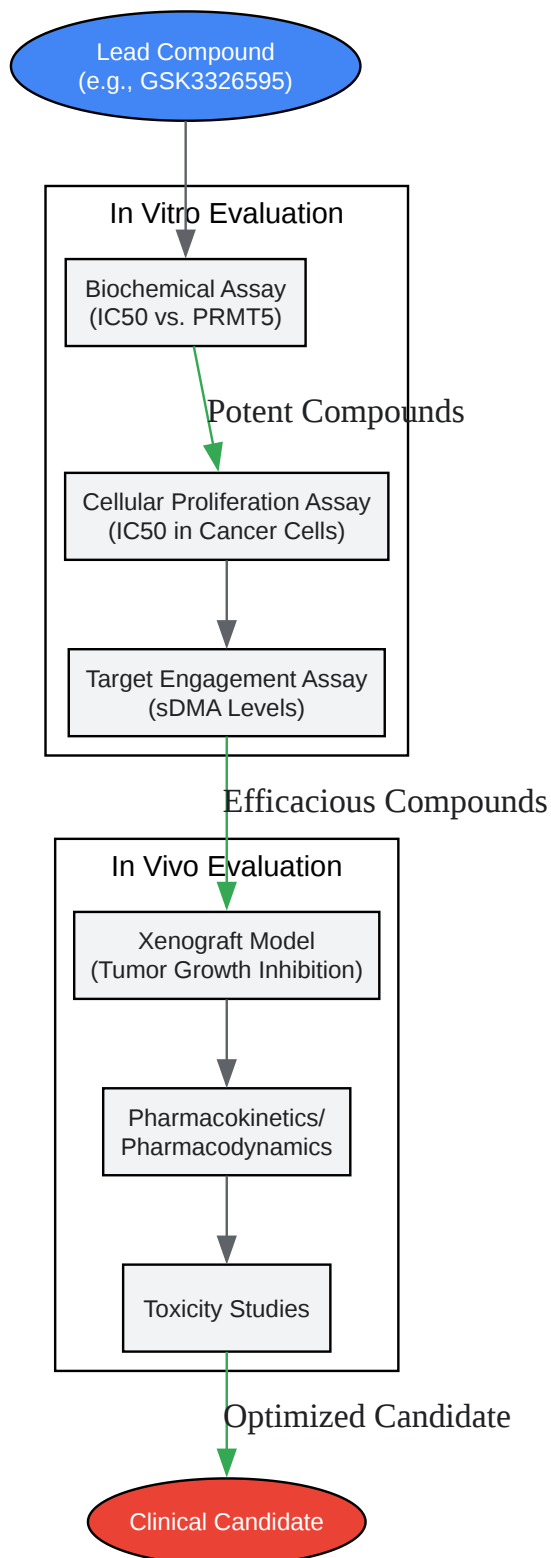 Lead Compound
(e.g., GSK3326595)
In Vitro Evaluation
Biochemical Assay
(IC50 vs. PRMT5)
Potent Compounds
Cellular Proliferation Assay
(IC50 in Cancer Cells)
Target Engagement Assay
(sDMA Levels)
Efficacious Compounds
In Vivo Evaluation
Xenograft Model
(Tumor Growth Inhibition)
Pharmacokinetics/
Pharmacodynamics
Toxicity Studies
Optimized Candidate
Clinical Candidate